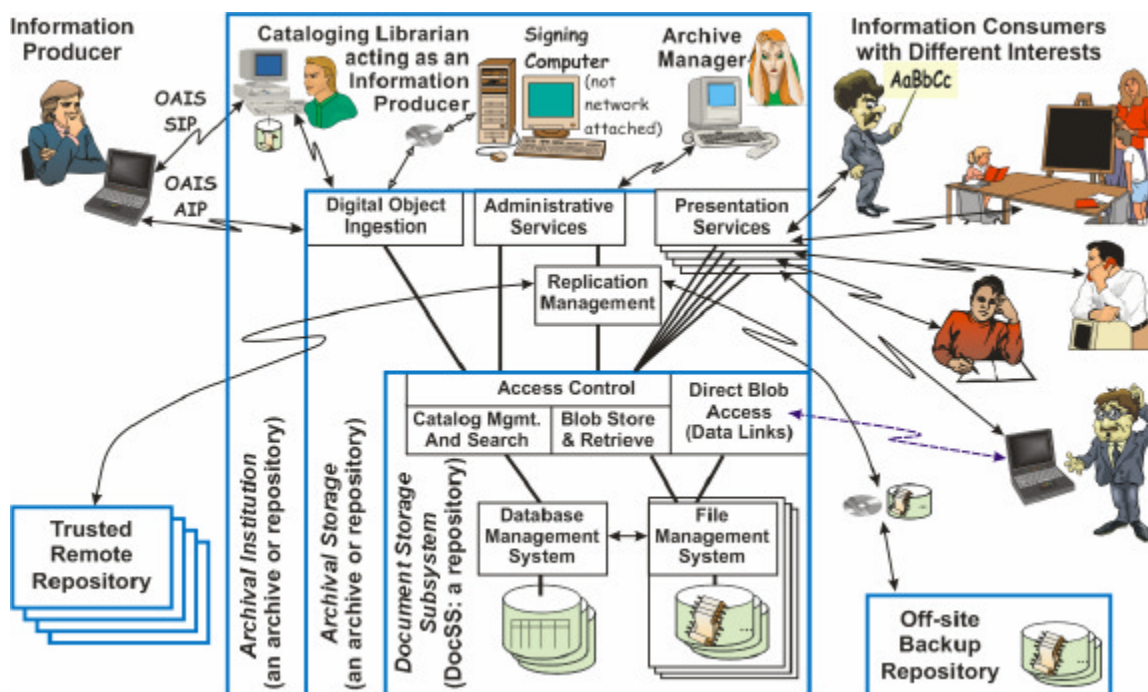 Information
Producer
Cataloging Librarian
acting as an
Information
Producer
Signing
Computer
(not
network
attached)
Archive
Manager
Information Consumers
with Different Interests
AaBbCc
OAIS
SIP
OAIS
AIP
Digital Object
Ingestion
Administrative
Services
Presentation
Services
Replication
Management
Access Control
Catalog Mgmt.
And Search
Blob Store
& Retrieve
Direct Blob
Access
(Data Links)
Database
Management
System
File
Management
System
Trusted
Remote
Repository
Archival Institution
(an archive or repository)
Archival Storage
(an archive or repository)
Document Storage
Subsystem
(DocSS: a repository)
Off-site
Backup
Repository